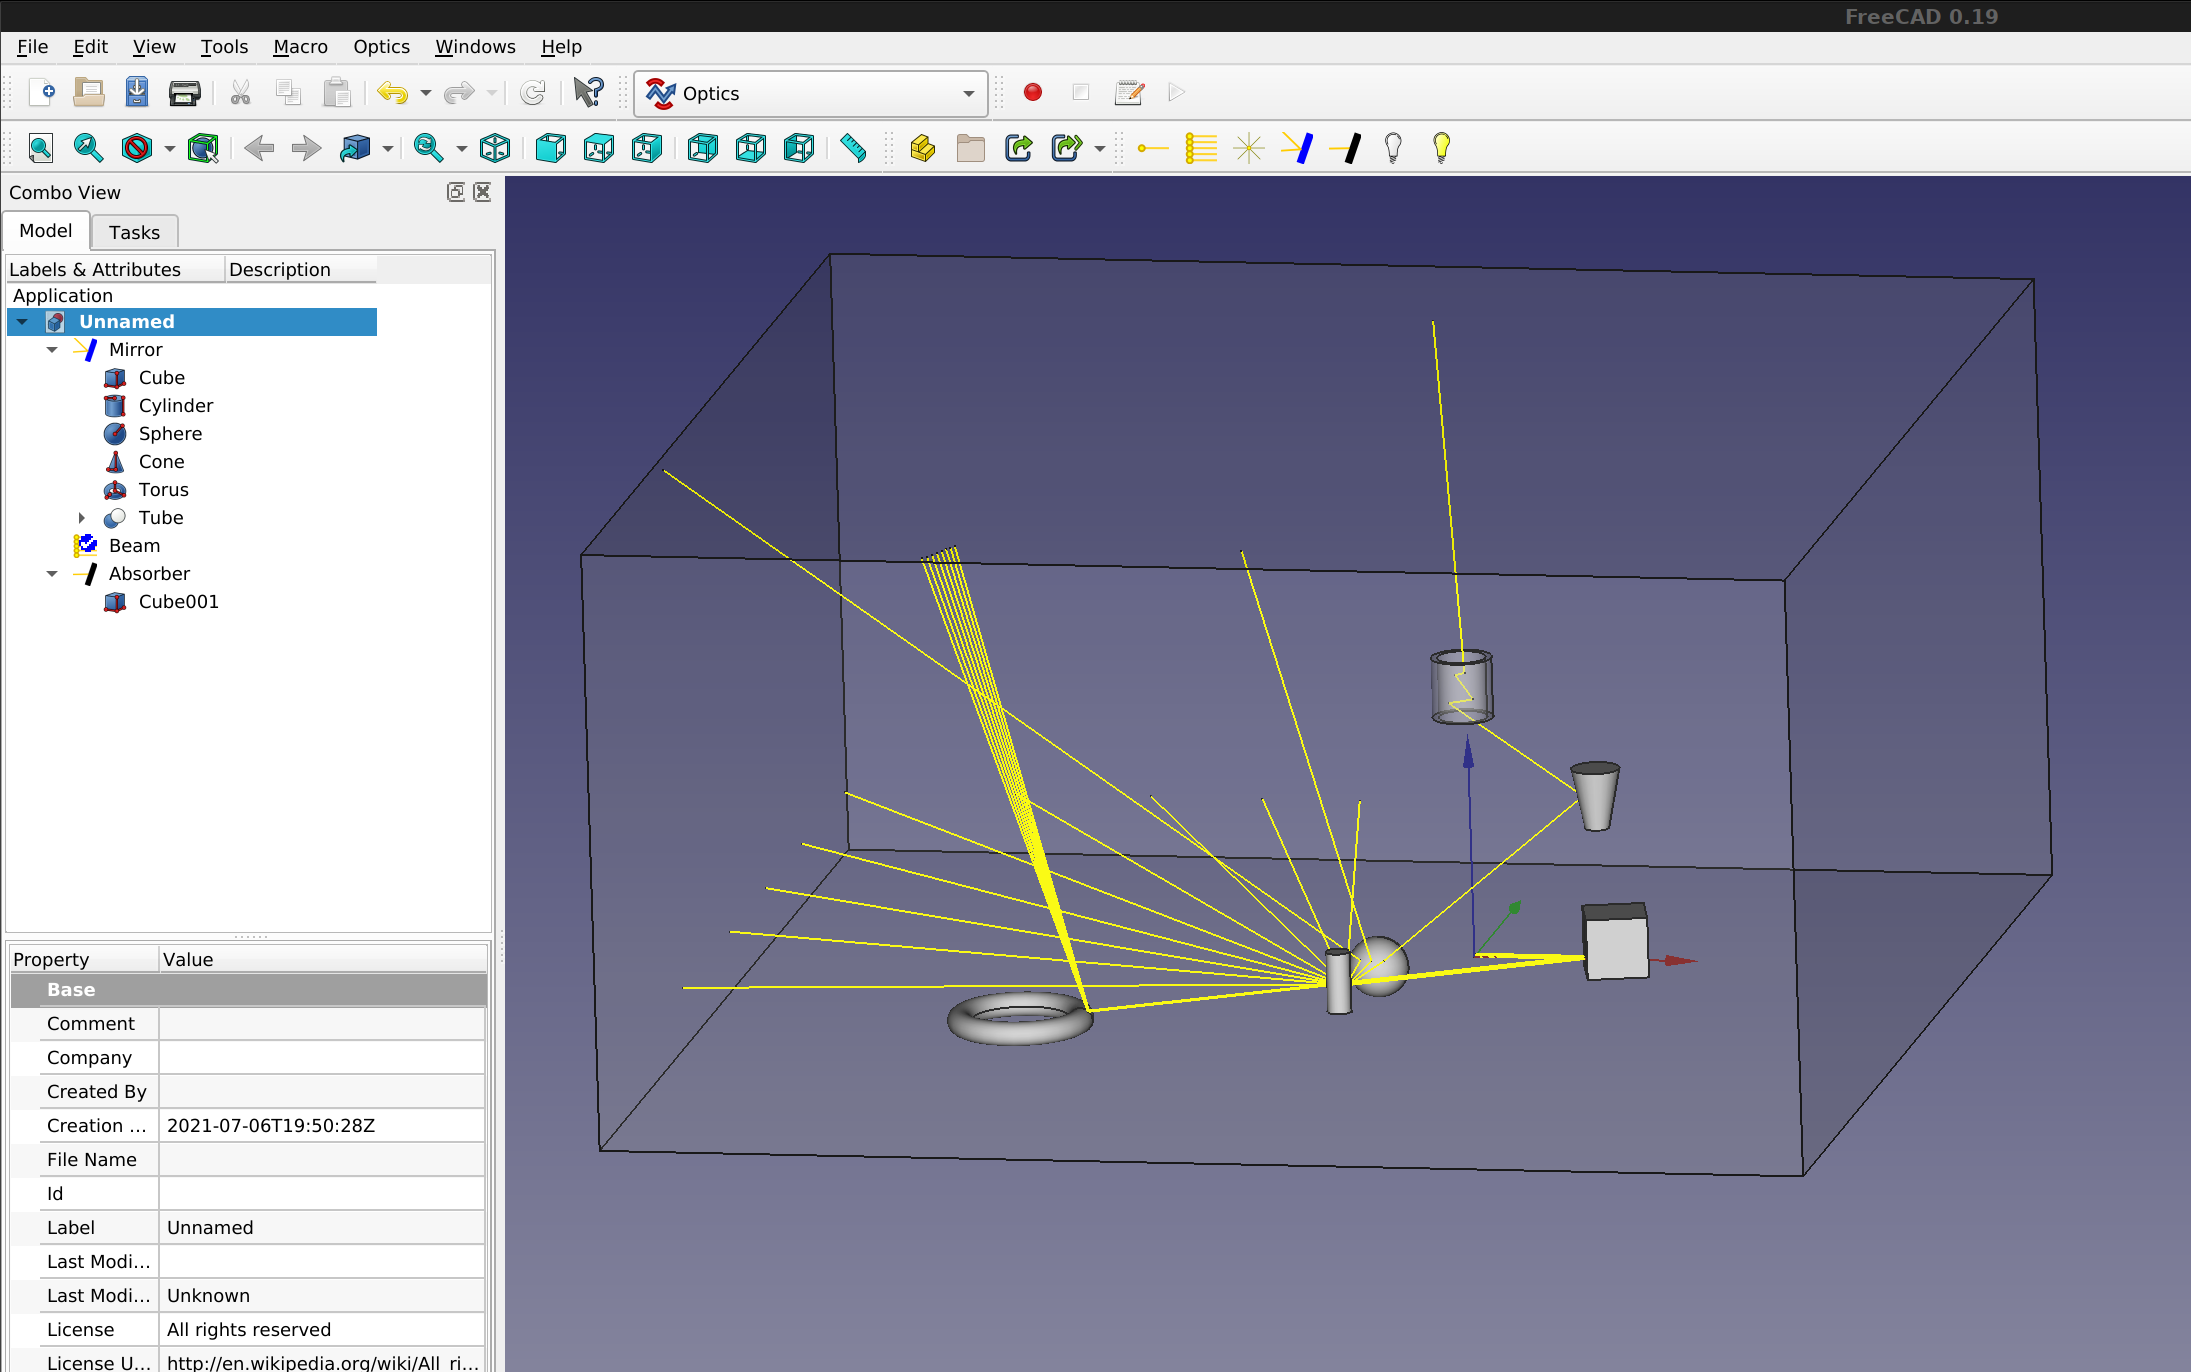 FreeCAD 0.19
File Edit View Tools Macro Optics Windows Help
Optics
Combo View
Model Tasks
Labels & Attributes Description
Application
Unnamed
Mirror
Cube
Cylinder
Sphere
Cone
Torus
Tube
Beam
Absorber
Cube001
Property Value
Base
Comment
Company
Created By
Creation ... 2021-07-06T19:50:28Z
File Name
Id
Label Unnamed
Last Modi...
Last Modi... Unknown
License All rights reserved
License U... http://en.wikipedia.org/wiki/All_ri...